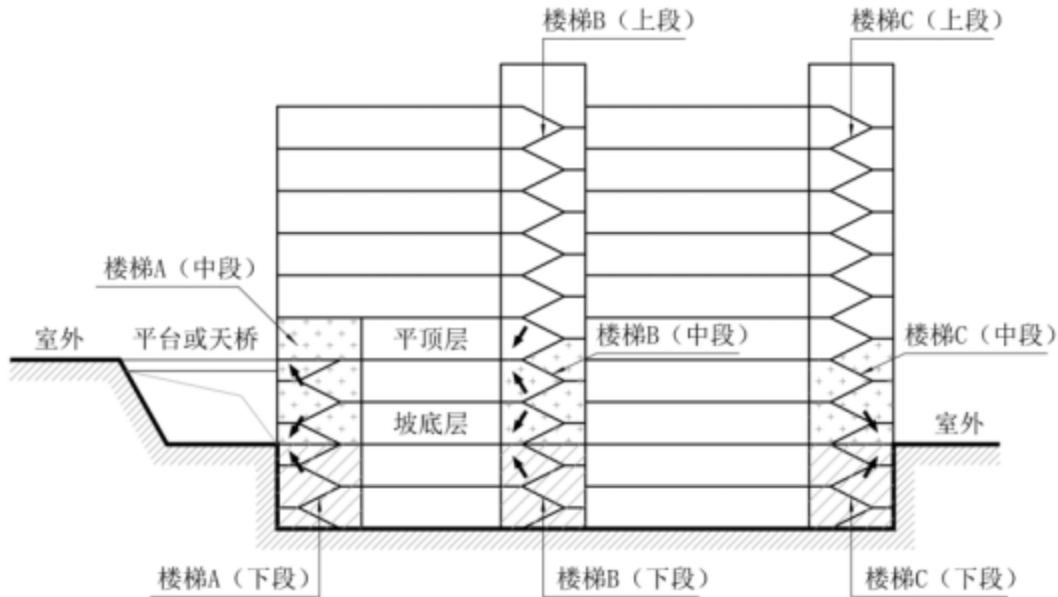 楼梯B（上段）
楼梯C（上段）
楼梯A（中段）
室外
平台或天桥
平顶层
楼梯B（中段）
楼梯C（中段）
坡底层
室外
楼梯A（下段）
楼梯B（下段）
楼梯C（下段）